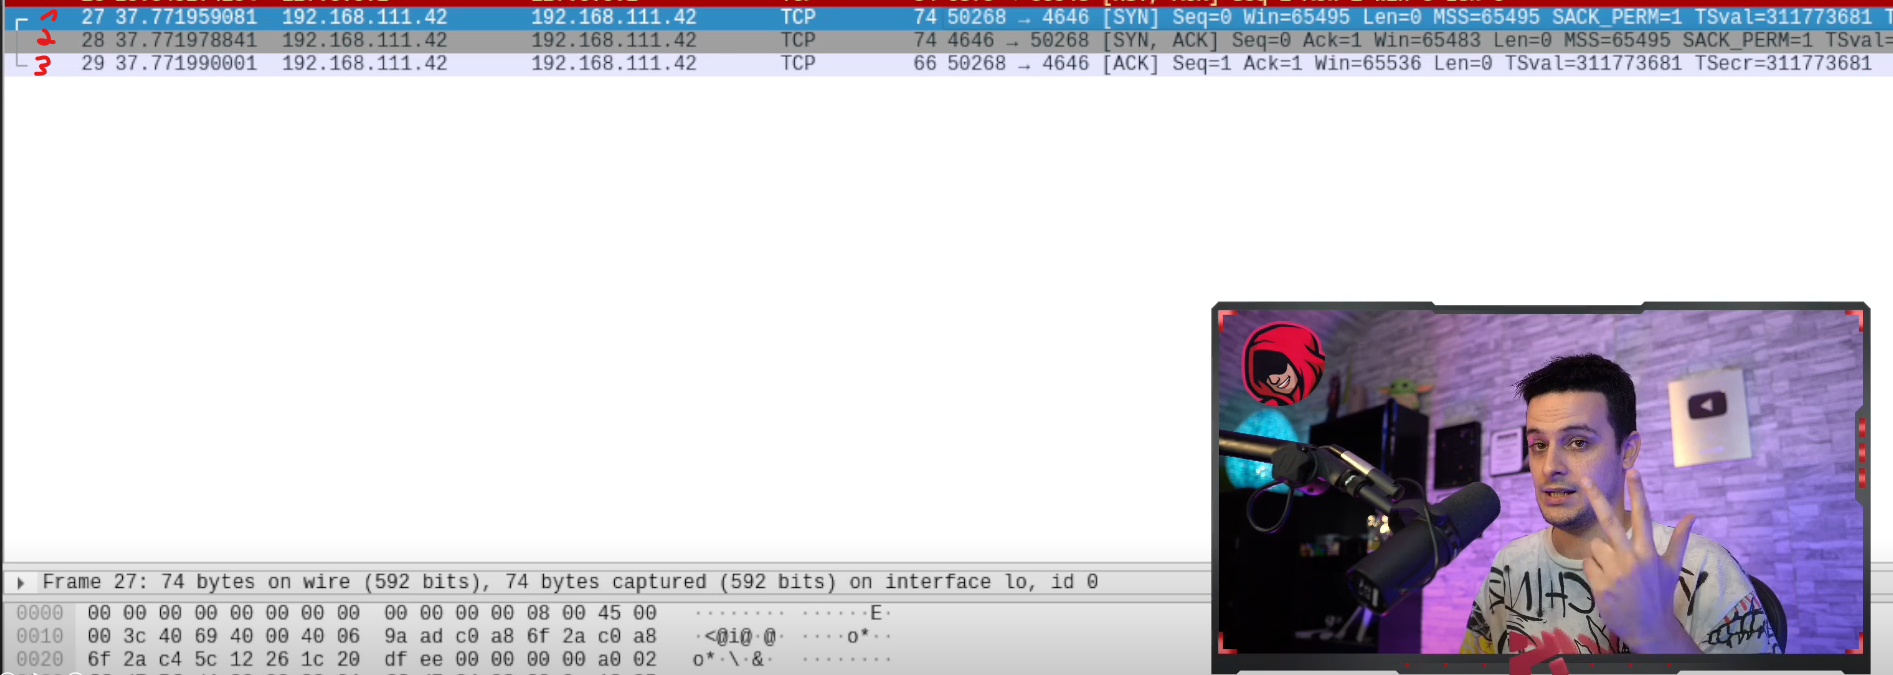 1 27 37.771959081 192.168.111.42 192.168.111.42 TCP 74 50268 → 4646 [SYN] Seq=0 Win=65495 Len=0 MSS=65495 SACK_PERM=1 TSval=311773681
2 28 37.771978841 192.168.111.42 192.168.111.42 TCP 74 4646 → 50268 [SYN, ACK] Seq=0 Ack=1 Win=65483 Len=0 MSS=65495 SACK_PERM=1 TSval=
3 29 37.771990001 192.168.111.42 192.168.111.42 TCP 66 50268 → 4646 [ACK] Seq=1 Ack=1 Win=65536 Len=0 TSval=311773681 TSecr=311773681
Frame 27: 74 bytes on wire (592 bits), 74 bytes captured (592 bits) on interface lo, id 0
0000 00 00 00 00 00 00 00 00 00 00 00 00 08 00 45 00 ········ ······E·
0010 00 3c 40 69 40 00 40 06 9a ad c0 a8 6f 2a c0 a8 ·<@i@·@· ····o*··
0020 6f 2a c4 5c 12 26 1c 20 df ee 00 00 00 00 a0 02 o*·\·&· ········